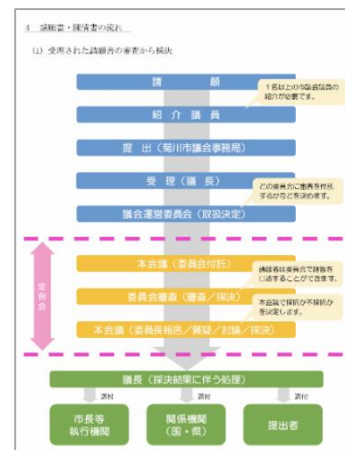 4 請願書・陳情書の流れ
(1) 受理された請願書の審査から採決
請 願
1名以上の市議会議員の
紹介が必要です。
紹 介 議 員
提 出（菊川市議会事務局）
受 理（議 長）
どの委員会に審査を付託
するかなどを決めます。
議会運営委員会（取扱決定）
定例会
本会議（委員会付託）
請願者は委員会で趣旨を
口述することができます。
委員会審査（審査／採決）
本会議で採択か不採択か
を決定します。
本会議（委員長報告／質疑／討論／採決）
議長（採決結果に伴う処理）
送付
送付
送付
市長等
執行機関
関係機関
（国・県）
提出者